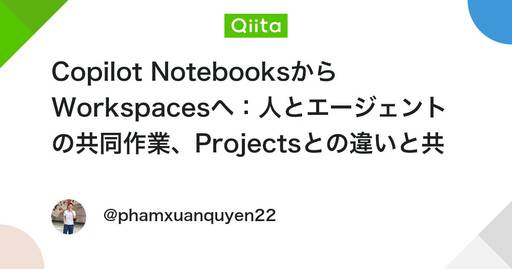 Qiita
Copilot Notebooksから
Workspacesへ：人とエージェント
の共同作業、Projectsとの違いと共
@phamxuanquyen22